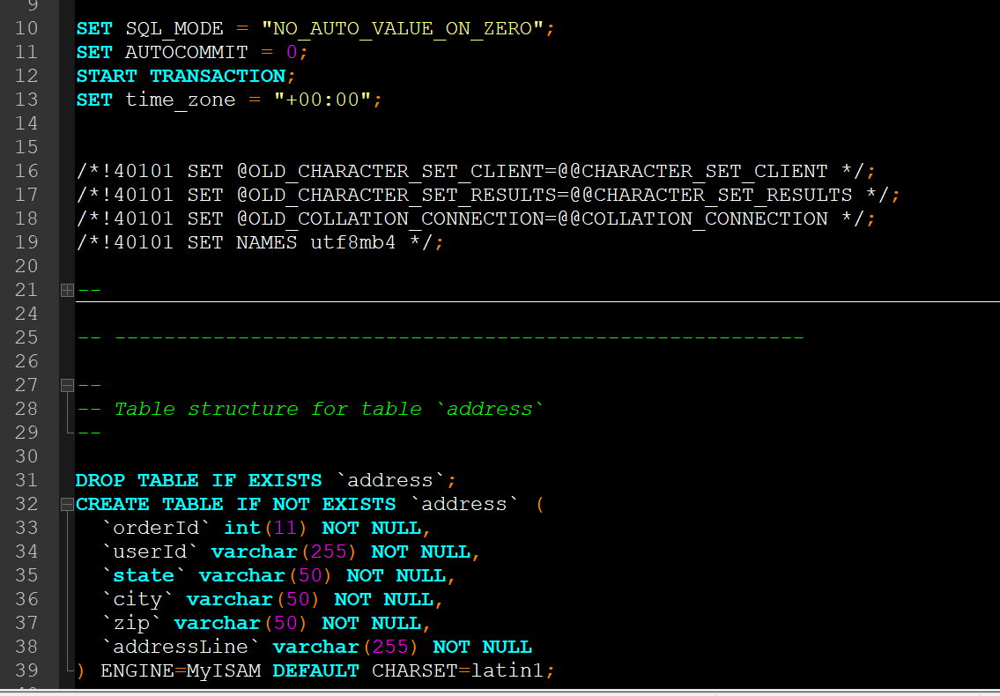 9
10 SET SQL_MODE = "NO_AUTO_VALUE_ON_ZERO";
11 SET AUTOCOMMIT = 0;
12 START TRANSACTION;
13 SET time_zone = "+00:00";
14
15
16 /*!40101 SET @OLD_CHARACTER_SET_CLIENT=@@CHARACTER_SET_CLIENT */;
17 /*!40101 SET @OLD_CHARACTER_SET_RESULTS=@@CHARACTER_SET_RESULTS */;
18 /*!40101 SET @OLD_COLLATION_CONNECTION=@@COLLATION_CONNECTION */;
19 /*!40101 SET NAMES utf8mb4 */;
20
21 --
24
25 -- --------------------------------------------------------
26
27 --
28 -- Table structure for table `address`
29 --
30
31 DROP TABLE IF EXISTS `address`;
32 CREATE TABLE IF NOT EXISTS `address` (
33 `orderId` int(11) NOT NULL,
34 `userId` varchar(255) NOT NULL,
35 `state` varchar(50) NOT NULL,
36 `city` varchar(50) NOT NULL,
37 `zip` varchar(50) NOT NULL,
38 `addressLine` varchar(255) NOT NULL
39 ) ENGINE=MyISAM DEFAULT CHARSET=latin1;